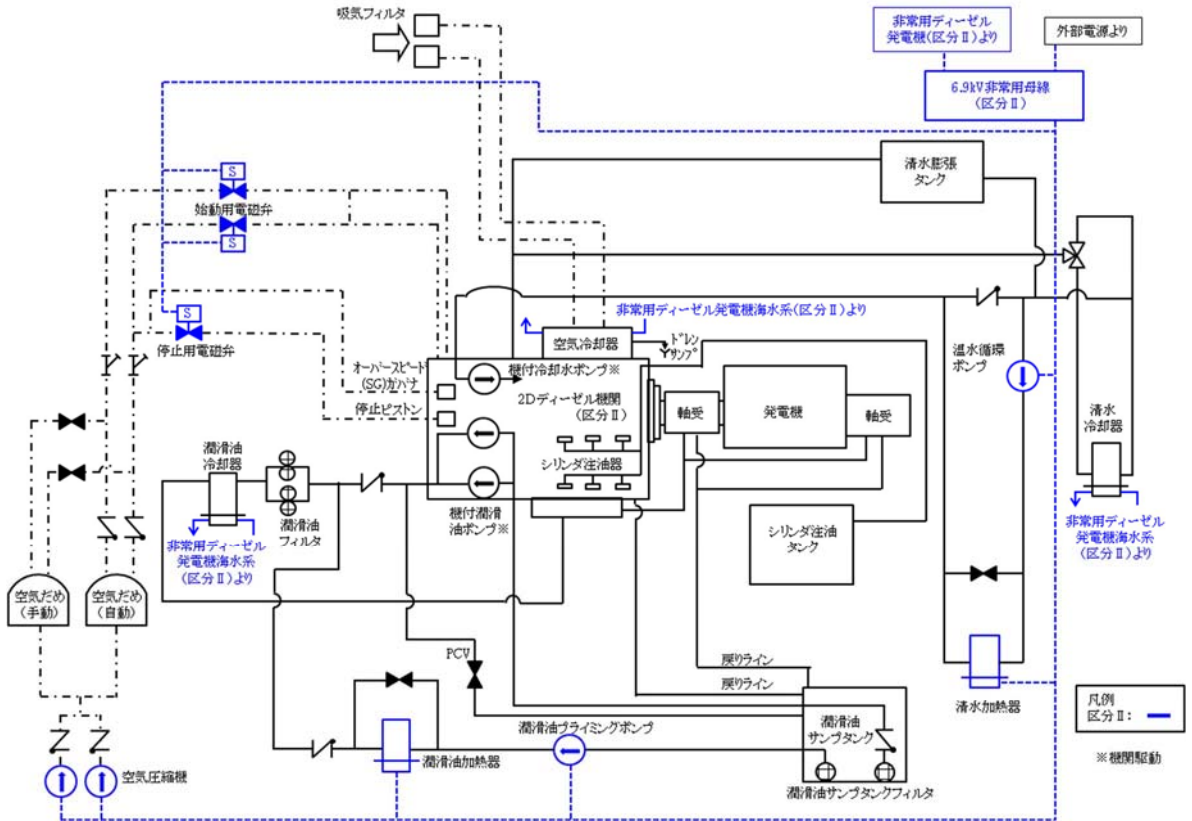 吸気フィルタ
非常用ディーゼル
発電機(区分Ⅱ)より
外部電源より
6.9kV非常用母線
(区分Ⅱ)
清水膨張
タンク
S
始動用電磁弁
S
S
停止用電磁弁
非常用ディーゼル発電機海水系(区分Ⅱ)より
空気冷却器
ドレン
サンプ
オーバースピード
(SG)ガバナ
停止ピストン
機付冷却水ポンプ※
2Dディーゼル機関
(区分Ⅱ)
シリンダ注油器
軸受
発電機
軸受
温水循環
ポンプ
清水
冷却器
潤滑油
冷却器
潤滑油
フィルタ
機付潤滑
油ポンプ※
シリンダ注油
タンク
非常用ディーゼル
発電機海水系
(区分Ⅱ)より
非常用ディーゼル
発電機海水系
(区分Ⅱ)より
空気だめ
(手動)
空気だめ
(自動)
PCV
戻りライン
戻りライン
清水加熱器
凡例
区分Ⅱ:
※機関駆動
潤滑油プライミングポンプ
潤滑油
サンプタンク
潤滑油加熱器
潤滑油サンプタンクフィルタ
空気圧縮機